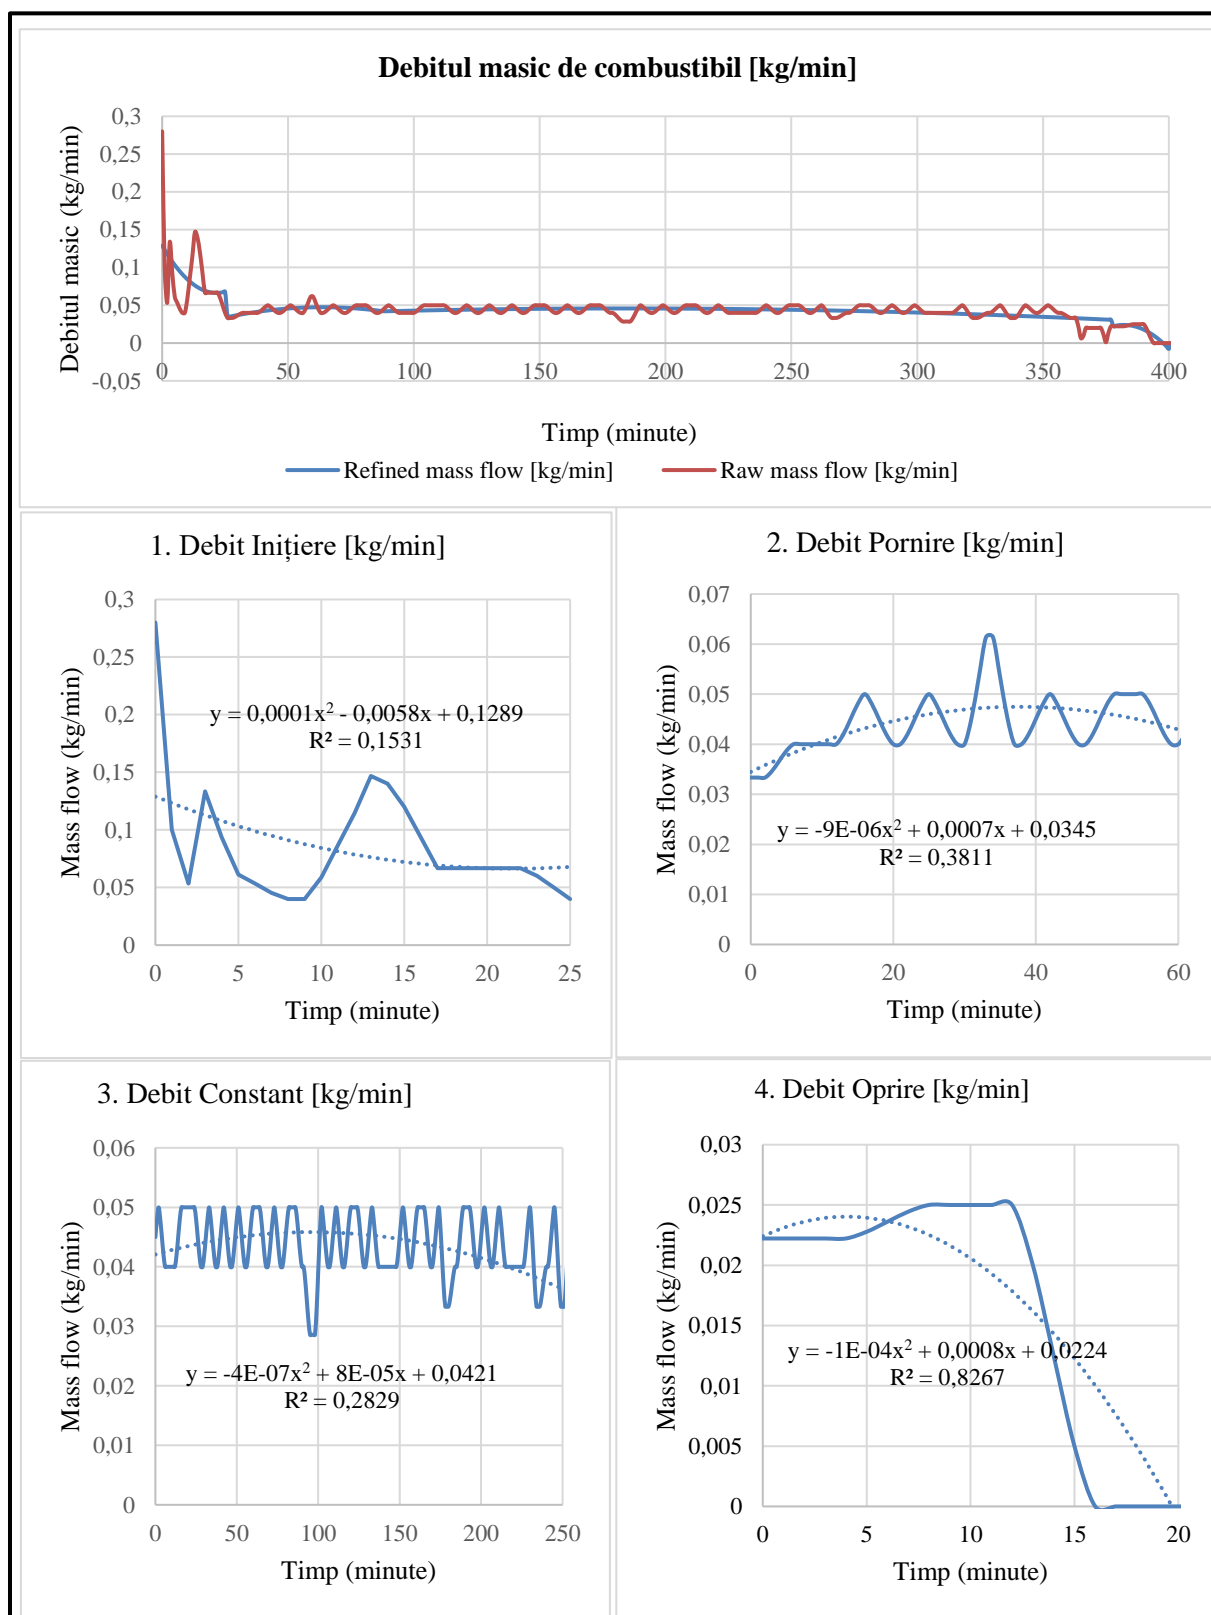 Debitul masic de combustibil [kg/min]
Debitul masic (kg/min)
0,3
0,25
0,2
0,15
0,1
0,05
0
-0,05
0 50 100 150 200 250 300 350 400
Timp (minute)
Refined mass flow [kg/min] Raw mass flow [kg/min]
1. Debit Inițiere [kg/min]
Mass flow (kg/min)
0,3
0,25
0,2
0,15
0,1
0,05
0
y = 0,0001x² - 0,0058x + 0,1289
R² = 0,1531
0 5 10 15 20 25
Timp (minute)
2. Debit Pornire [kg/min]
Mass flow (kg/min)
0,07
0,06
0,05
0,04
0,03
0,02
0,01
0
y = -9E-06x² + 0,0007x + 0,0345
R² = 0,3811
0 20 40 60
Timp (minute)
3. Debit Constant [kg/min]
Mass flow (kg/min)
0,06
0,05
0,04
0,03
0,02
0,01
0
y = -4E-07x² + 8E-05x + 0,0421
R² = 0,2829
0 50 100 150 200 250
Timp (minute)
4. Debit Oprire [kg/min]
Mass flow (kg/min)
0,03
0,025
0,02
0,015
0,01
0,005
0
y = -1E-04x² + 0,0008x + 0,0224
R² = 0,8267
0 5 10 15 20
Timp (minute)